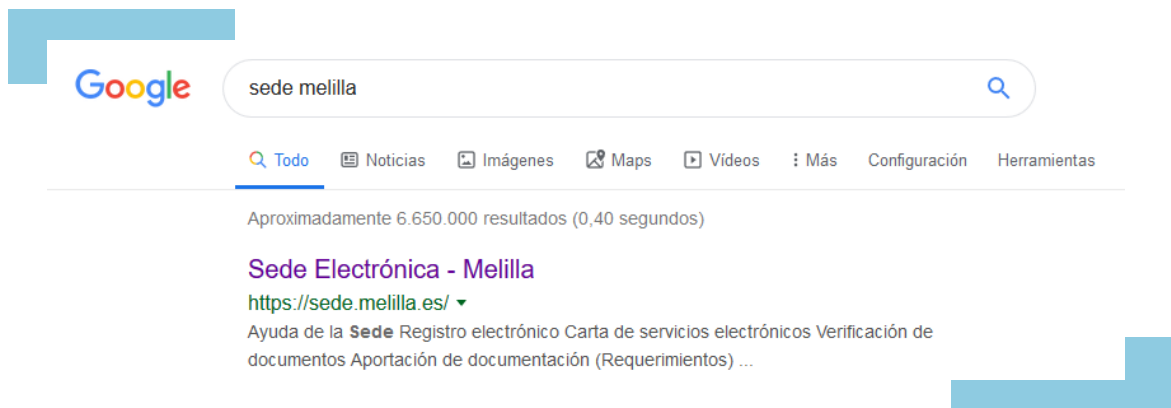 Google
sede melilla
Todo Noticias Imágenes Maps Vídeos Más Configuración Herramientas
Aproximadamente 6.650.000 resultados (0,40 segundos)
Sede Electrónica - Melilla
https://sede.melilla.es/
Ayuda de la Sede Registro electrónico Carta de servicios electrónicos Verificación de
documentos Aportación de documentación (Requerimientos) ...